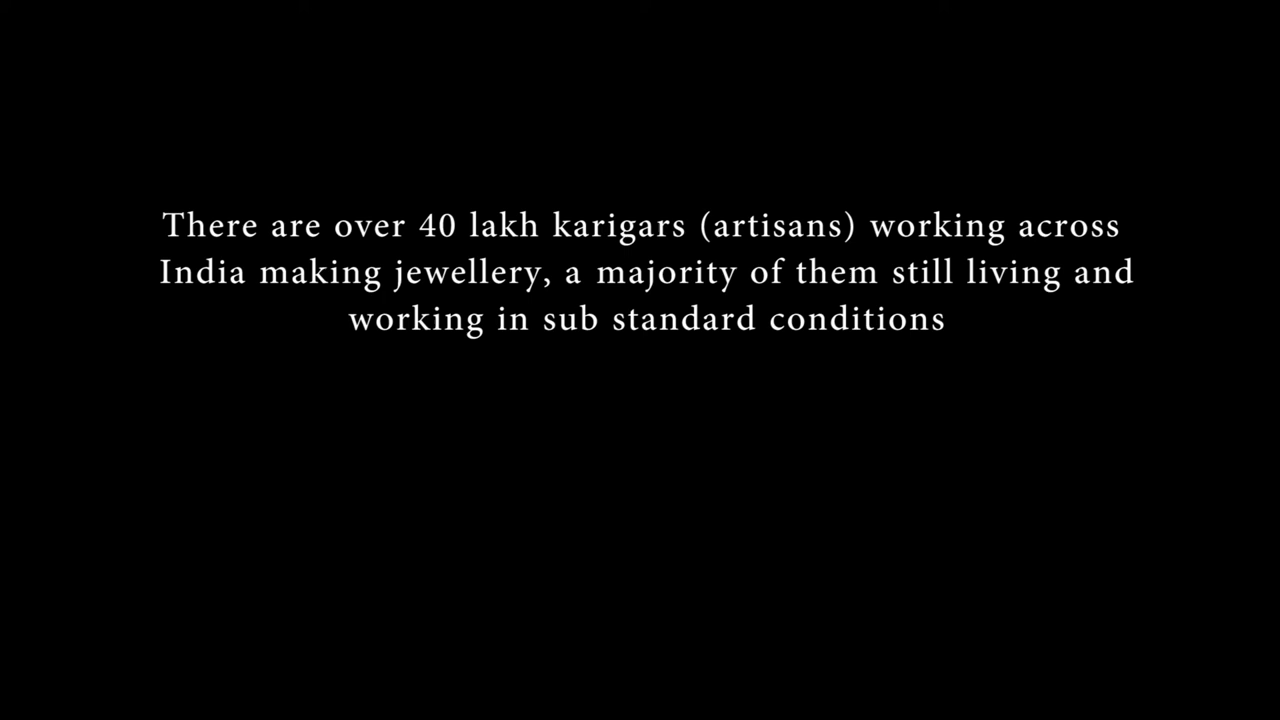 There are over 40 lakh karigars (artisans) working across
India making jewellery, a majority of them still living and
working in sub standard conditions